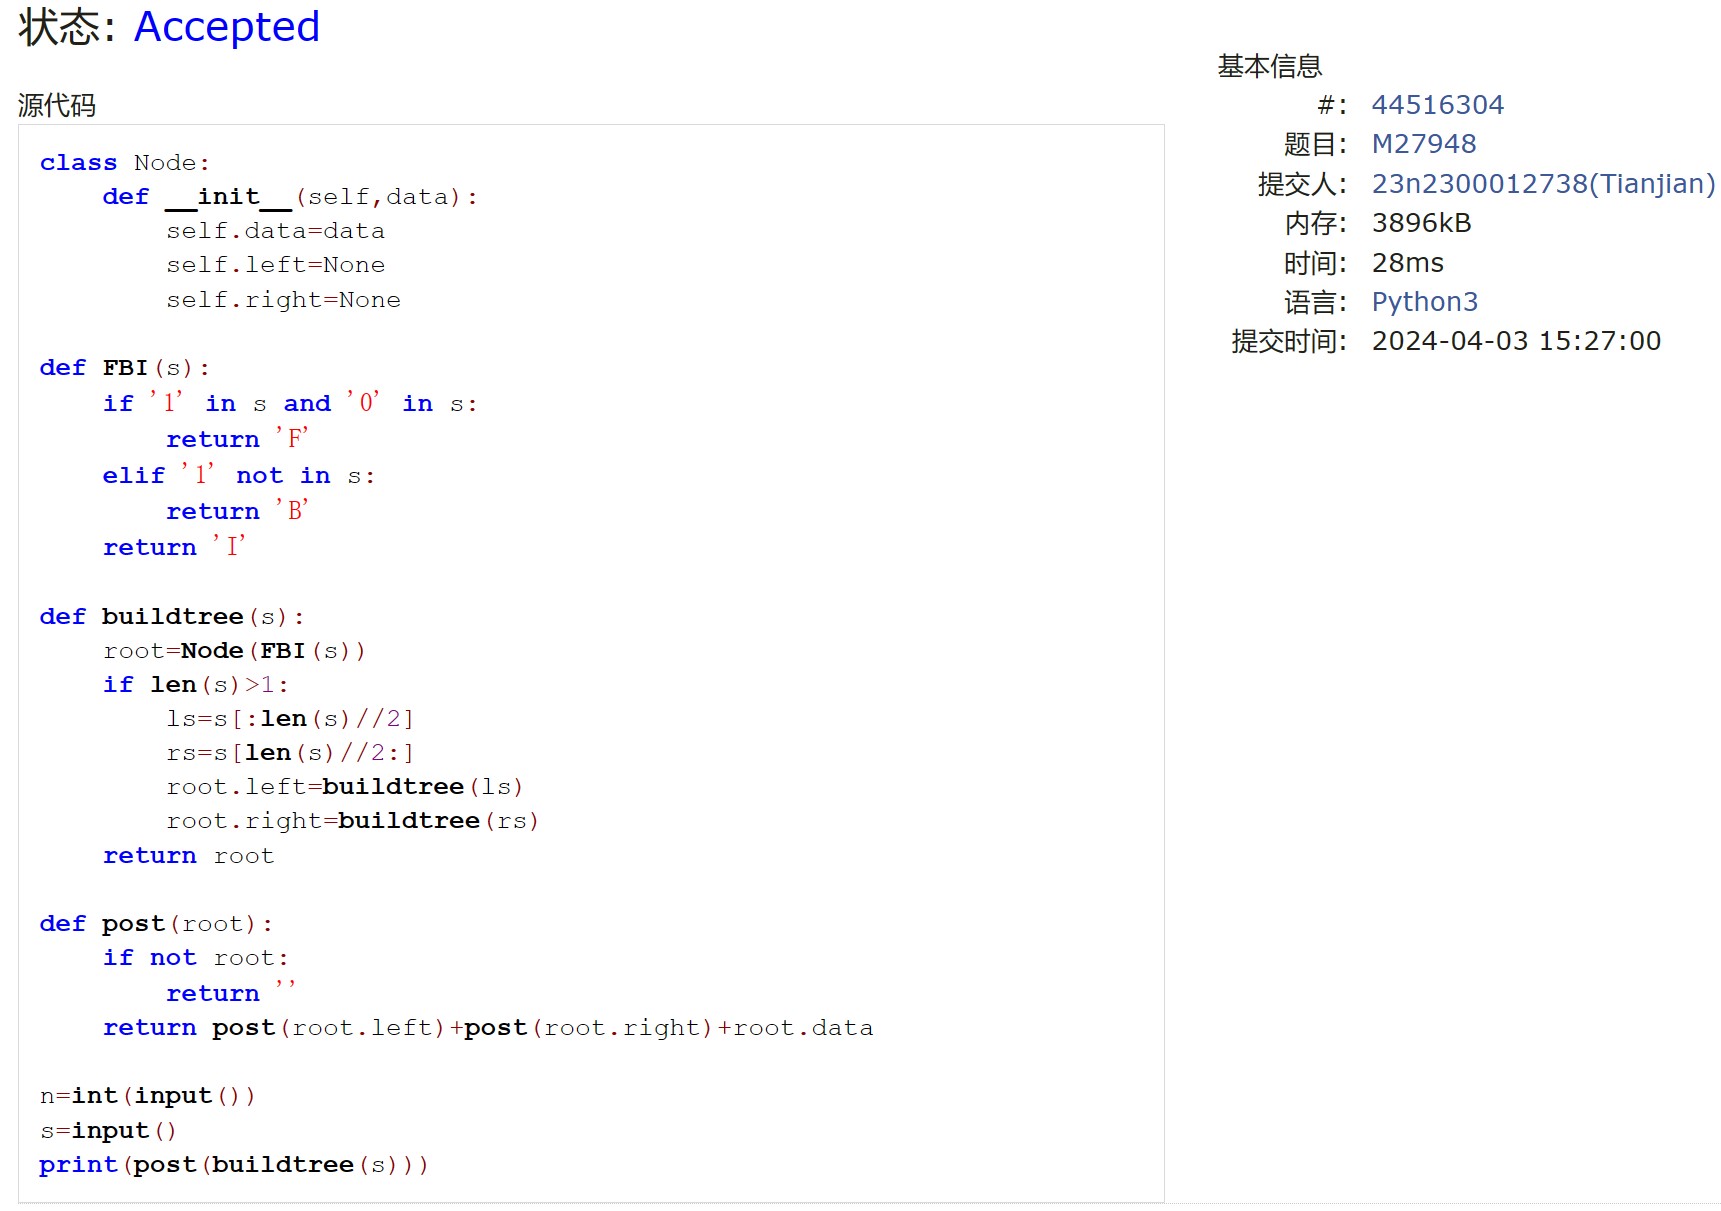 状态: Accepted
源代码
class Node:
    def __init__(self,data):
        self.data=data
        self.left=None
        self.right=None

def FBI(s):
    if '1' in s and '0' in s:
        return 'F'
    elif '1' not in s:
        return 'B'
    return 'I'

def buildtree(s):
    root=Node(FBI(s))
    if len(s)>1:
        ls=s[:len(s)//2]
        rs=s[len(s)//2:]
        root.left=buildtree(ls)
        root.right=buildtree(rs)
    return root

def post(root):
    if not root:
        return ''
    return post(root.left)+post(root.right)+root.data

n=int(input())
s=input()
print(post(buildtree(s)))
基本信息
#: 44516304
题目: M27948
提交人: 23n2300012738(Tianjian)
内存: 3896kB
时间: 28ms
语言: Python3
提交时间: 2024-04-03 15:27:00